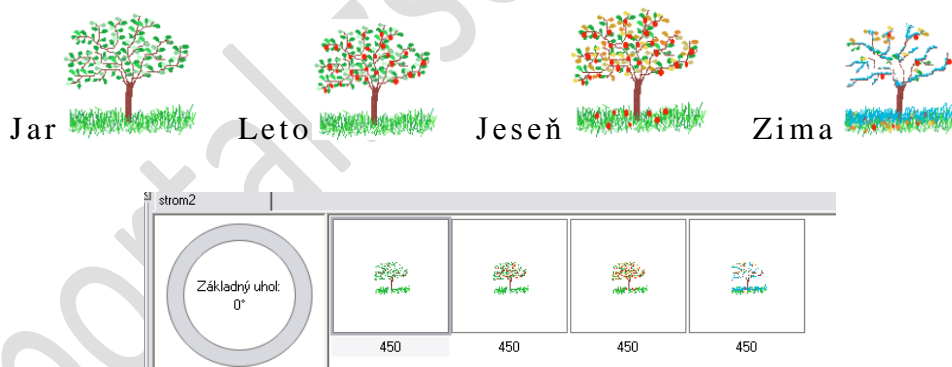 Jar Leto Jeseň Zima
strom2
Základný uhol:
0°
450 450 450 450